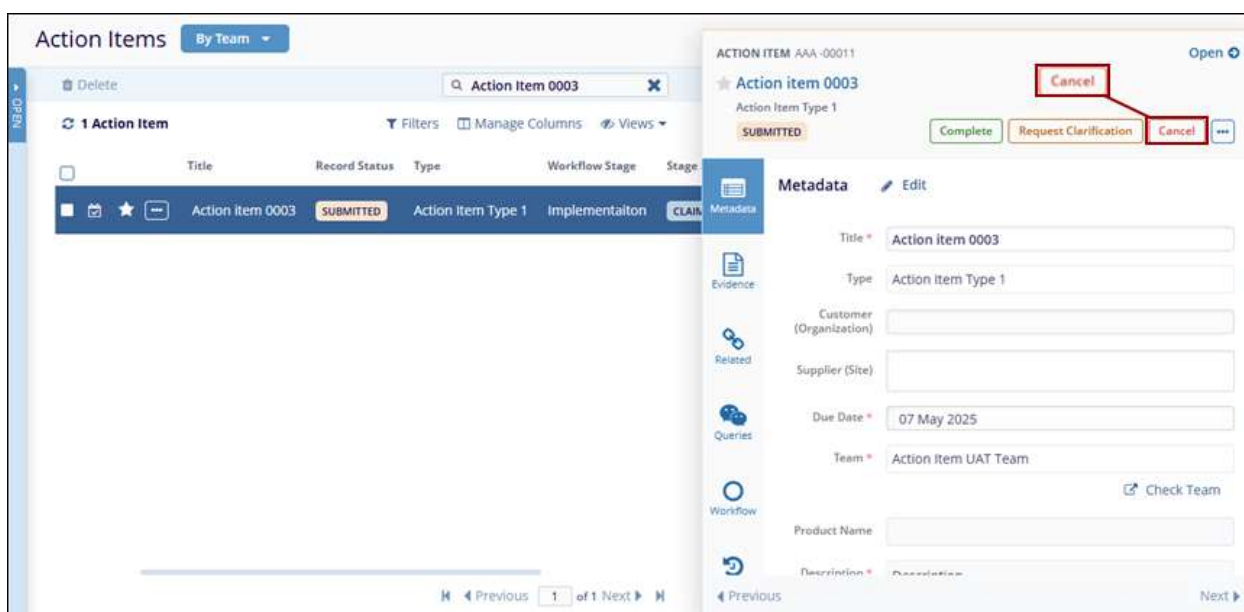 Action Items
By Team
OPEN
Delete
Action Item 0003
1 Action Item
Filters
Manage Columns
Views
Title
Record Status
Type
Workflow Stage
Stage
Action item 0003
SUBMITTED
Action Item Type 1
Implementaiton
CLAIM
Previous
1
of 1
Next
ACTION ITEM AAA -00011
Open
Action item 0003
Cancel
Action Item Type 1
SUBMITTED
Complete
Request Clarification
Cancel
Metadata
Evidence
Related
Queries
Workflow
Metadata
Edit
Title *
Action item 0003
Type
Action Item Type 1
Customer
(Organization)
Supplier (Site)
Due Date *
07 May 2025
Team *
Action Item UAT Team
Check Team
Product Name
Description *
Description
Previous
Next